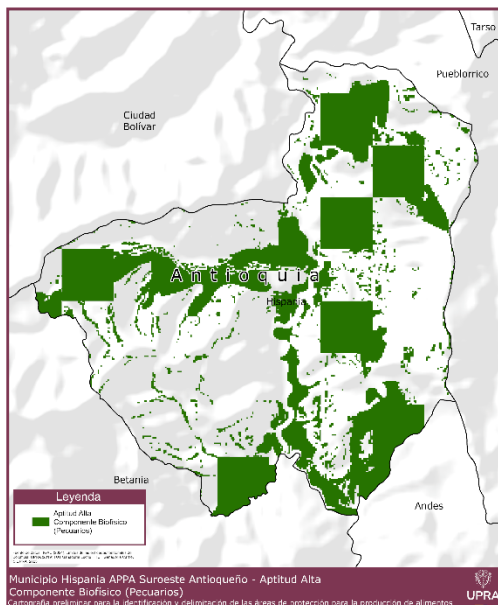 Tarso
Pueblorrico
Ciudad
Bolívar
Antioquia
Hispania
Betania
Andes
Leyenda
Aptitud Alta
Componente Biofísico
(Pecuarios)
Municipio Hispania APPA Suroeste Antioqueño - Aptitud Alta
Componente Biofísico (Pecuarios)
Cartografía preliminar para la identificación y delimitación de las áreas de protección para la producción de alimentos
UPRA